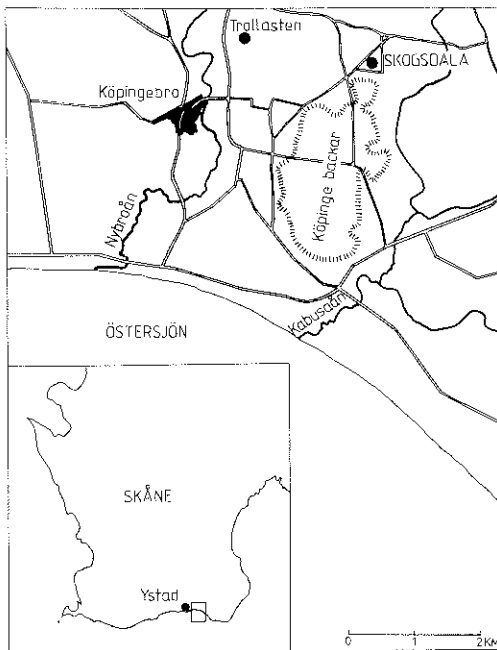 Trollasten
SKOGSDALA
Köpingebro
Köpinge backar
Nybroån
Kabusaån
ÖSTERSJÖN
SKÅNE
Ystad
0 1 2KM